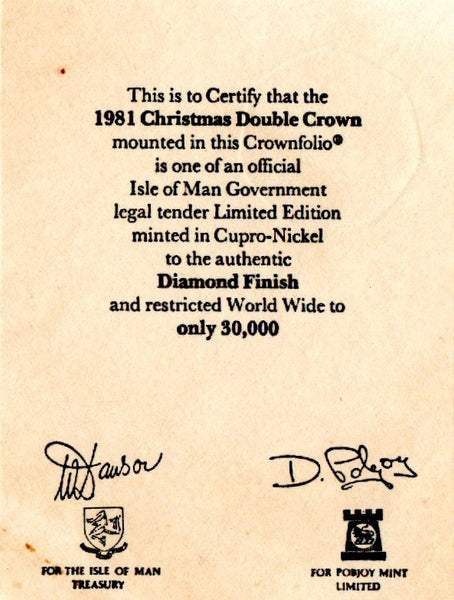 This is to Certify that the
1981 Christmas Double Crown
mounted in this Crownfolio®
is one of an official
Isle of Man Government
legal tender Limited Edition
minted in Cupro-Nickel
to the authentic
Diamond Finish
and restricted World Wide to
only 30,000
D. Pobjoy
FOR THE ISLE OF MAN
TREASURY
FOR POBJOY MINT
LIMITED